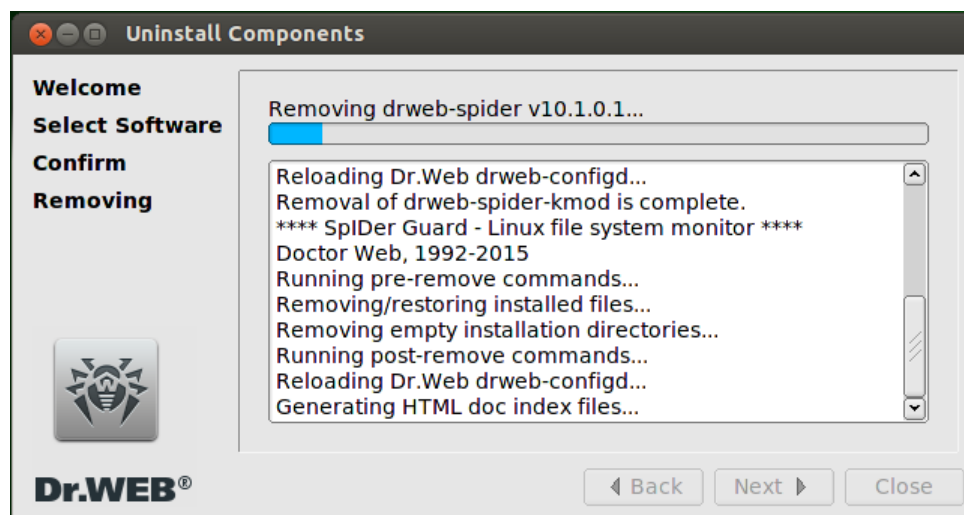 Uninstall Components
Welcome
Select Software
Confirm
Removing
Removing drweb-spider v10.1.0.1...
Reloading Dr.Web drweb-configd...
Removal of drweb-spider-kmod is complete.
**** SpIDer Guard - Linux file system monitor ****
Doctor Web, 1992-2015
Running pre-remove commands...
Removing/restoring installed files...
Removing empty installation directories...
Running post-remove commands...
Reloading Dr.Web drweb-configd...
Generating HTML doc index files...
Dr.WEB®
Back
Next
Close